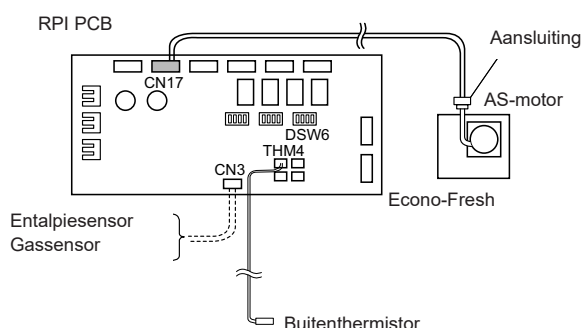 RPI PCB
Aansluiting
CN17
AS-motor
DSW6
THM4
CN3
Econo-Fresh
Entalpiesensor
Gassensor
Buitenthermistor